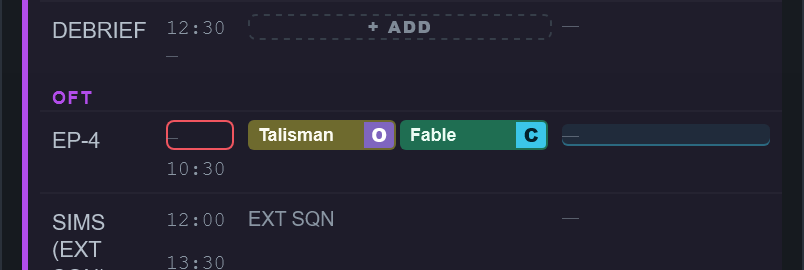 DEBRIEF 12:30 + ADD —
—
OFT
EP-4 — Talisman O Fable C —
10:30
SIMS 12:00 EXT SQN —
(EXT
13:30